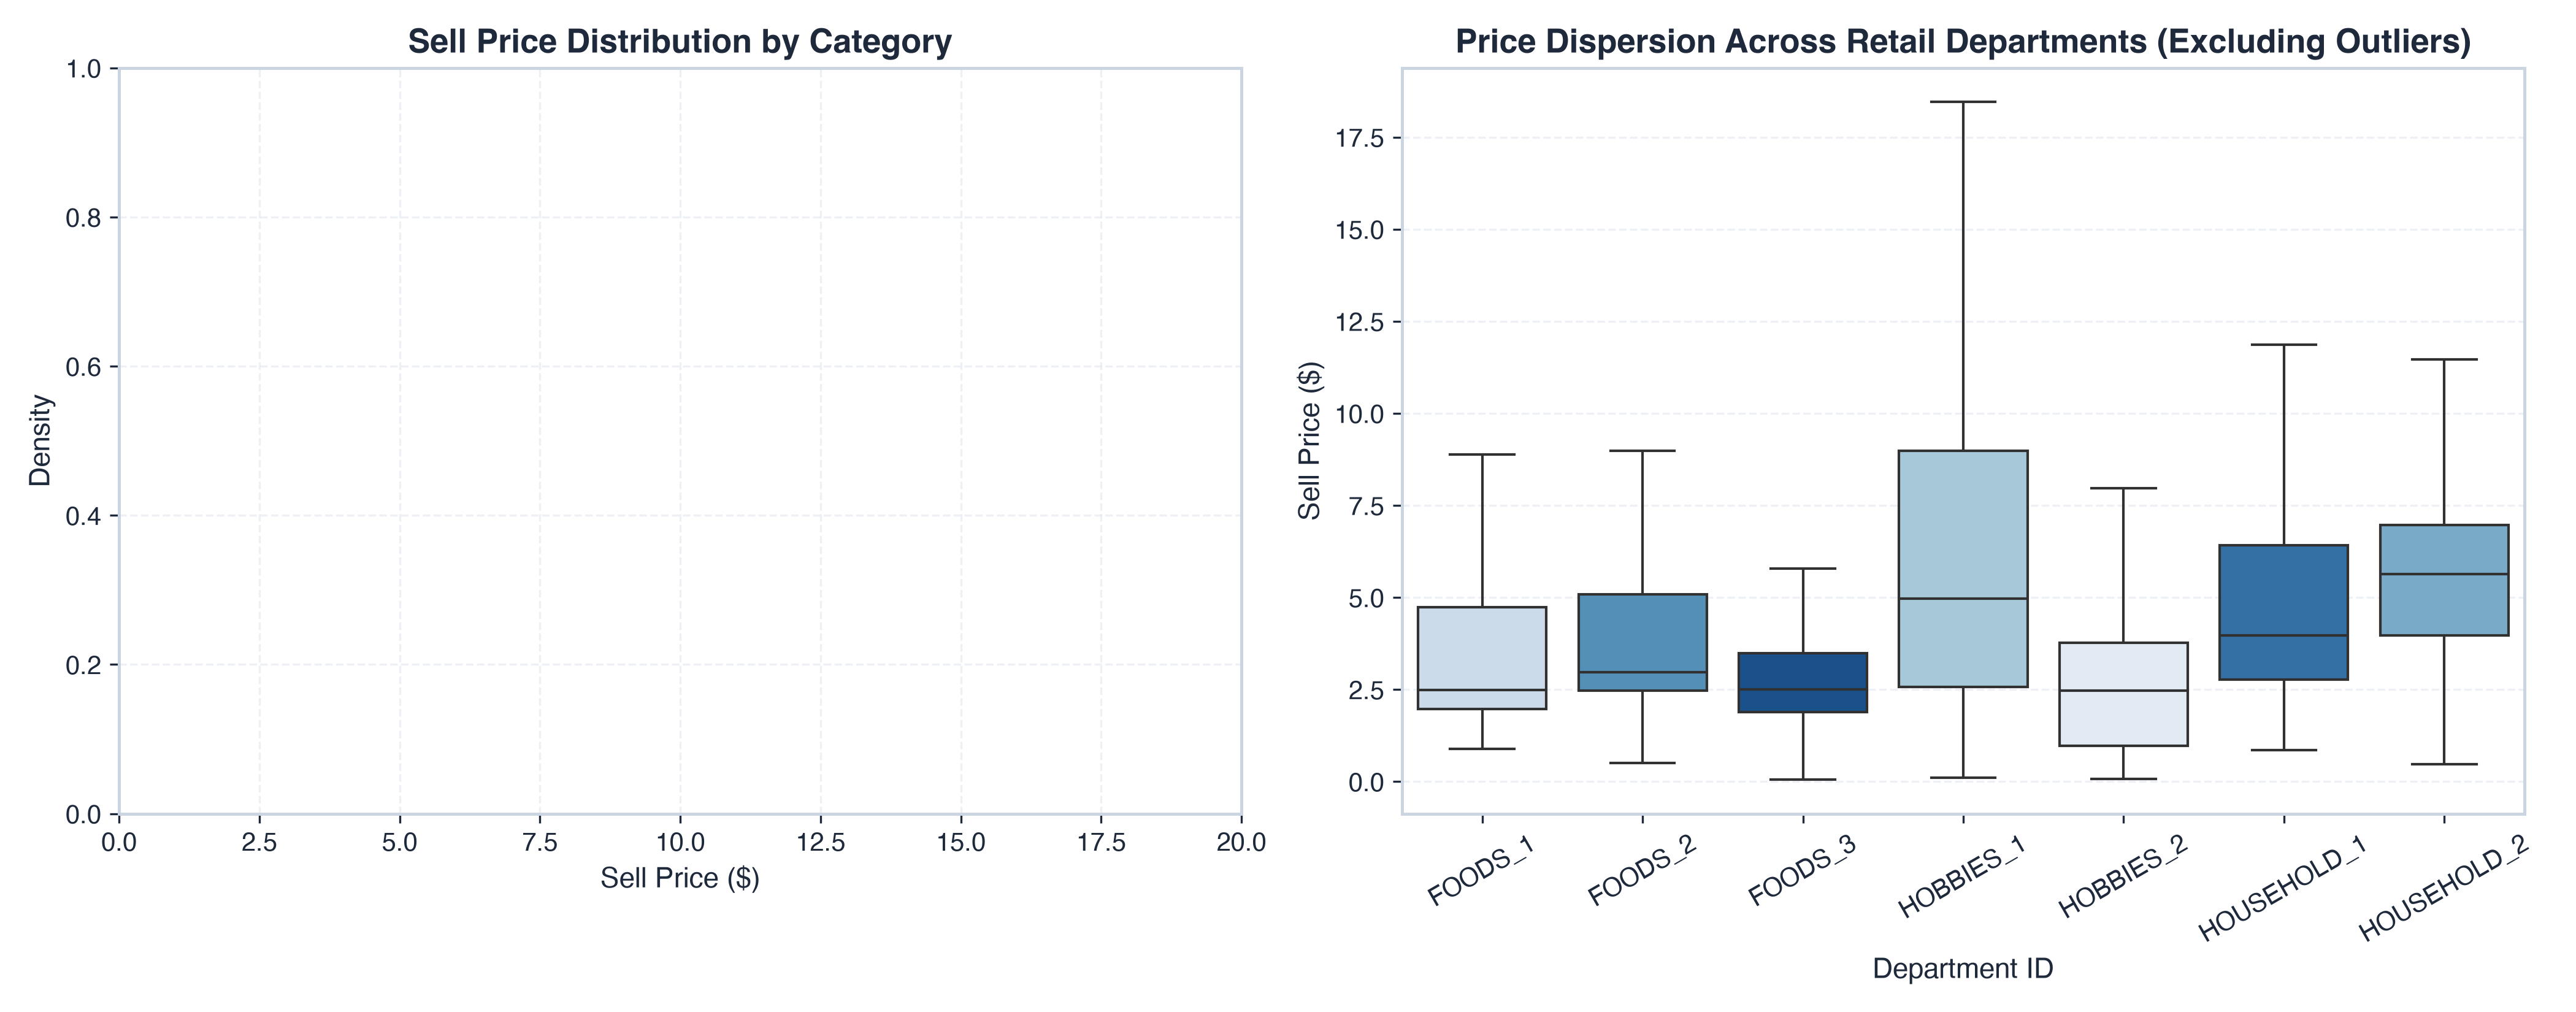 Sell Price Distribution by Category
1.0
0.8
0.6
0.4
0.2
0.0
Density
0.0 2.5 5.0 7.5 10.0 12.5 15.0 17.5 20.0
Sell Price ($)
Price Dispersion Across Retail Departments (Excluding Outliers)
17.5
15.0
12.5
10.0
7.5
5.0
2.5
0.0
Sell Price ($)
FOODS_1 FOODS_2 FOODS_3 HOBBIES_1 HOBBIES_2 HOUSEHOLD_1 HOUSEHOLD_2
Department ID